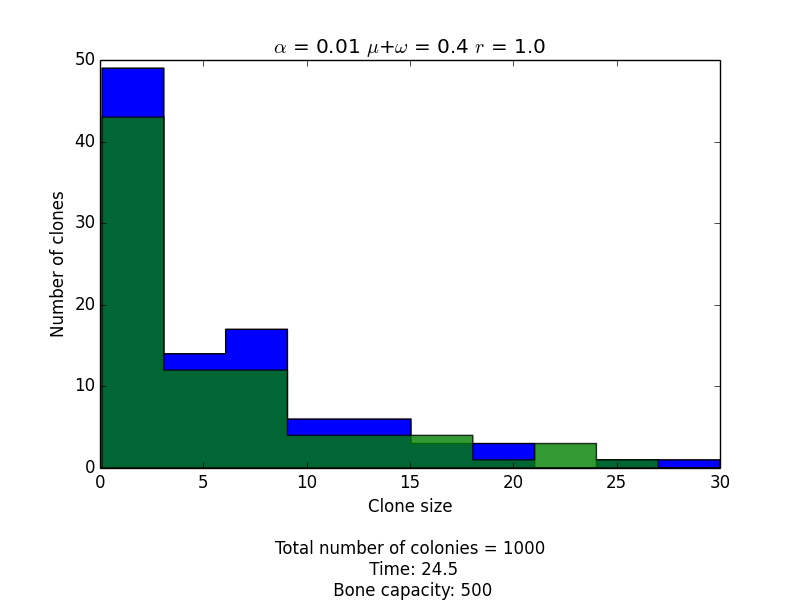 α = 0.01 μ+ω = 0.4 r = 1.0
50
40
30
20
10
0
Number of clones
0 5 10 15 20 25 30
Clone size
Total number of colonies = 1000
Time: 24.5
Bone capacity: 500